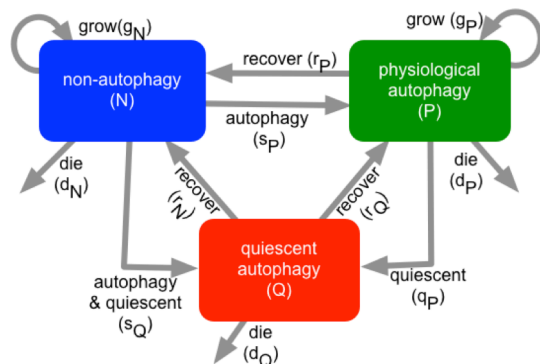 grow(gN)
non-autophagy
(N)
recover (rP)
autophagy
(sP)
grow (gP)
physiological
autophagy
(P)
die
(dN)
recover
(rN)
recover
(rQ)
die
(dP)
autophagy
& quiescent
(sQ)
quiescent
autophagy
(Q)
quiescent
(qP)
die
(dQ)